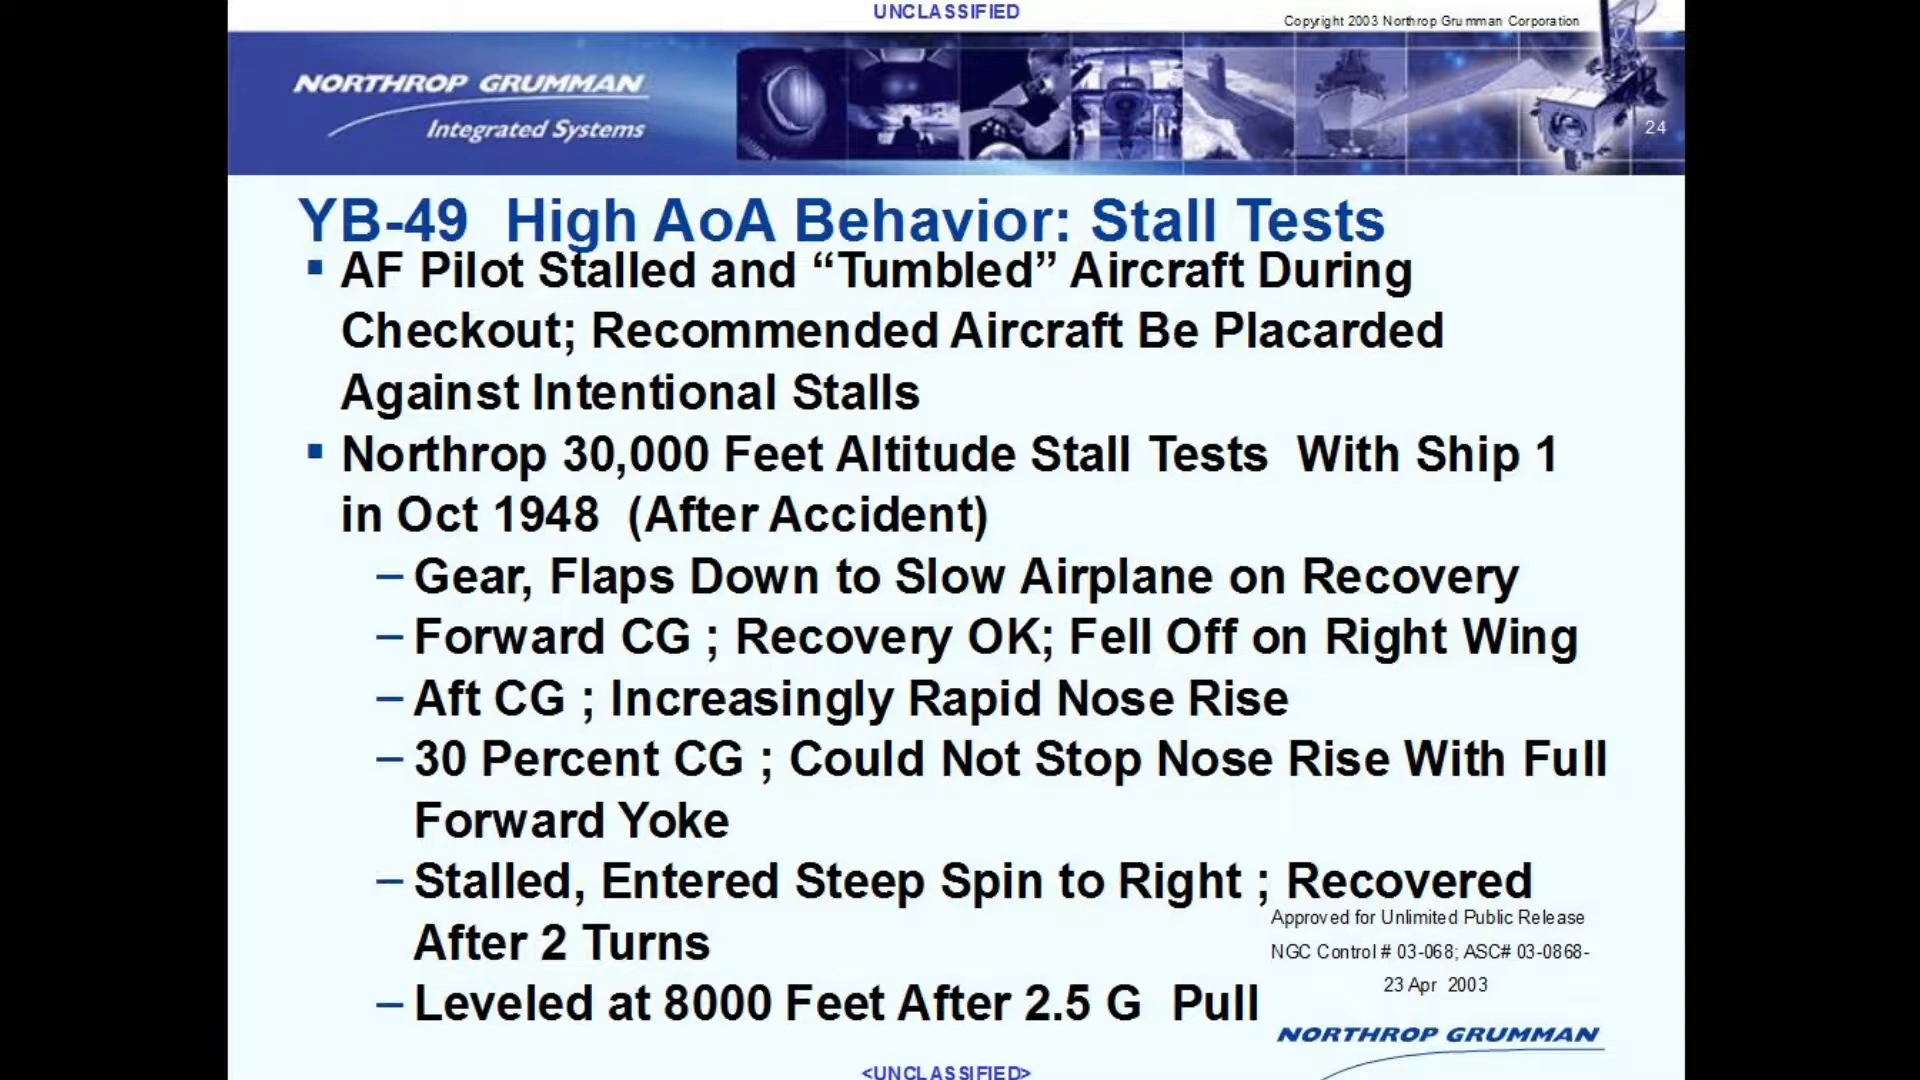 UNCLASSIFIED
Copyright 2003 Northrop Grumman Corporation
NORTHROP GRUMMAN
Integrated Systems
24
YB-49 High AoA Behavior: Stall Tests
▪ AF Pilot Stalled and “Tumbled” Aircraft During
Checkout; Recommended Aircraft Be Placarded
Against Intentional Stalls
▪ Northrop 30,000 Feet Altitude Stall Tests With Ship 1
in Oct 1948 (After Accident)
– Gear, Flaps Down to Slow Airplane on Recovery
– Forward CG ; Recovery OK; Fell Off on Right Wing
– Aft CG ; Increasingly Rapid Nose Rise
– 30 Percent CG ; Could Not Stop Nose Rise With Full
Forward Yoke
– Stalled, Entered Steep Spin to Right ; Recovered
After 2 Turns
– Leveled at 8000 Feet After 2.5 G Pull
Approved for Unlimited Public Release
NGC Control # 03-068; ASC# 03-0868-
23 Apr 2003
NORTHROP GRUMMAN
<UNCLASSIFIED>